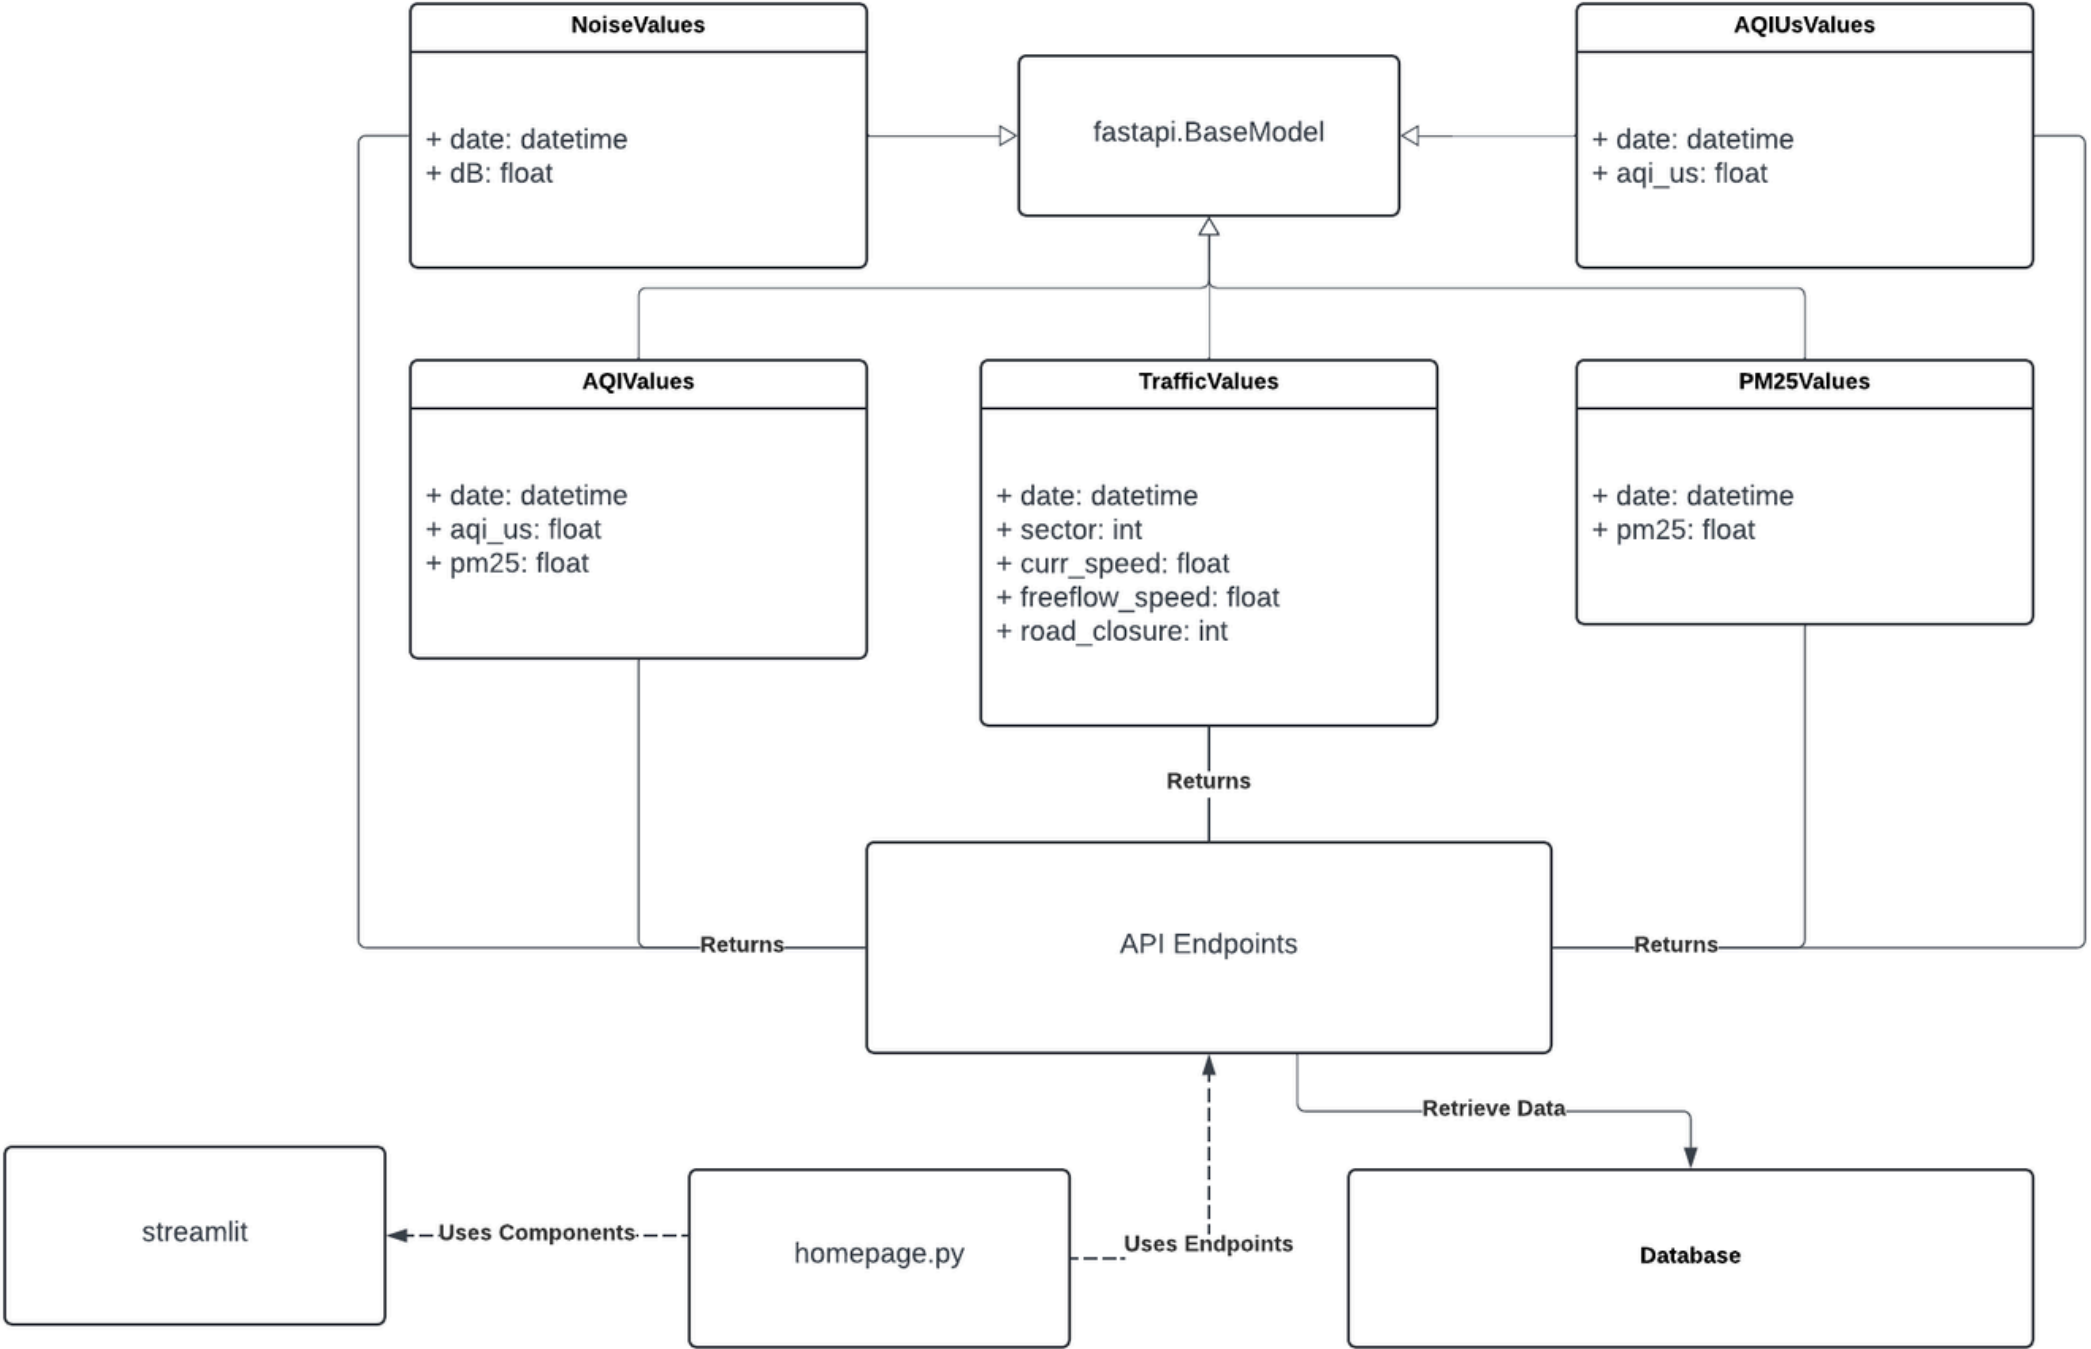 NoiseValues
+ date: datetime
+ dB: float
fastapi.BaseModel
AQIUsValues
+ date: datetime
+ aqi_us: float
AQIValues
+ date: datetime
+ aqi_us: float
+ pm25: float
TrafficValues
+ date: datetime
+ sector: int
+ curr_speed: float
+ freeflow_speed: float
+ road_closure: int
PM25Values
+ date: datetime
+ pm25: float
Returns
Returns
API Endpoints
Returns
Retrieve Data
streamlit
Uses Components
homepage.py
Uses Endpoints
Database